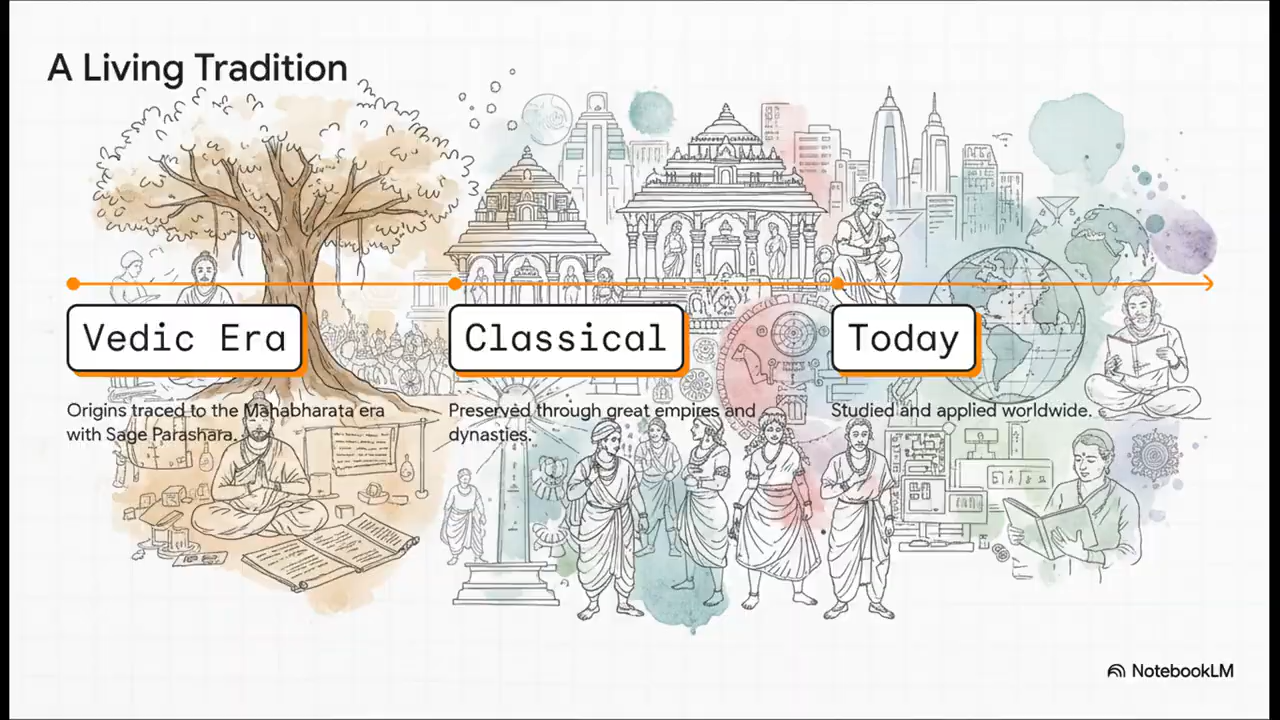 A Living Tradition
Vedic Era
Origins traced to the Mahabharata era
with Sage Parashara.
Classical
Preserved through great empires and
dynasties.
Today
Studied and applied worldwide.
NotebookLM